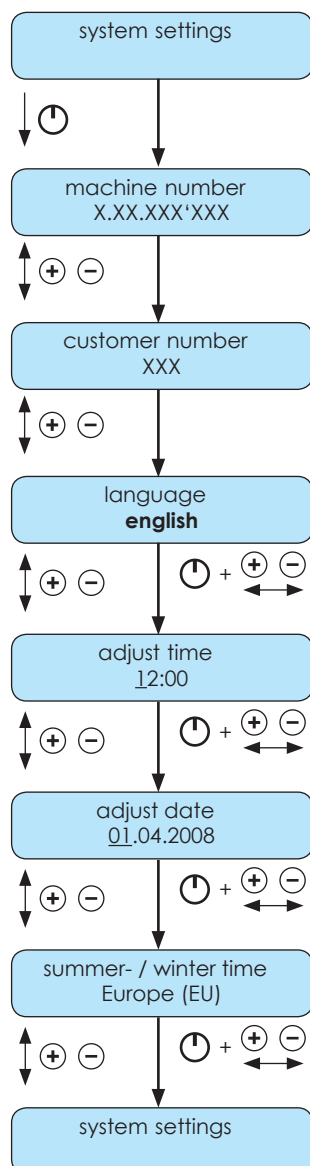 system settings
machine number
X.XX.XXX‘XXX
+ −
customer number
XXX
+ −
language
english
+ − + + −
adjust time
12:00
+ − + + −
adjust date
01.04.2008
+ − + + −
summer- / winter time
Europe (EU)
+ − + + −
system settings